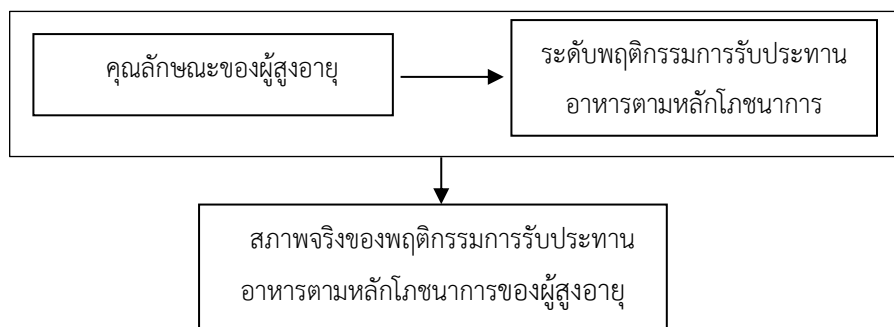 คุณลักษณะของผู้สูงอายุ
ระดับพฤติกรรมการรับประทาน
อาหารตามหลักโภชนาการ
สภาพจริงของพฤติกรรมการรับประทาน
อาหารตามหลักโภชนาการของผู้สูงอายุ